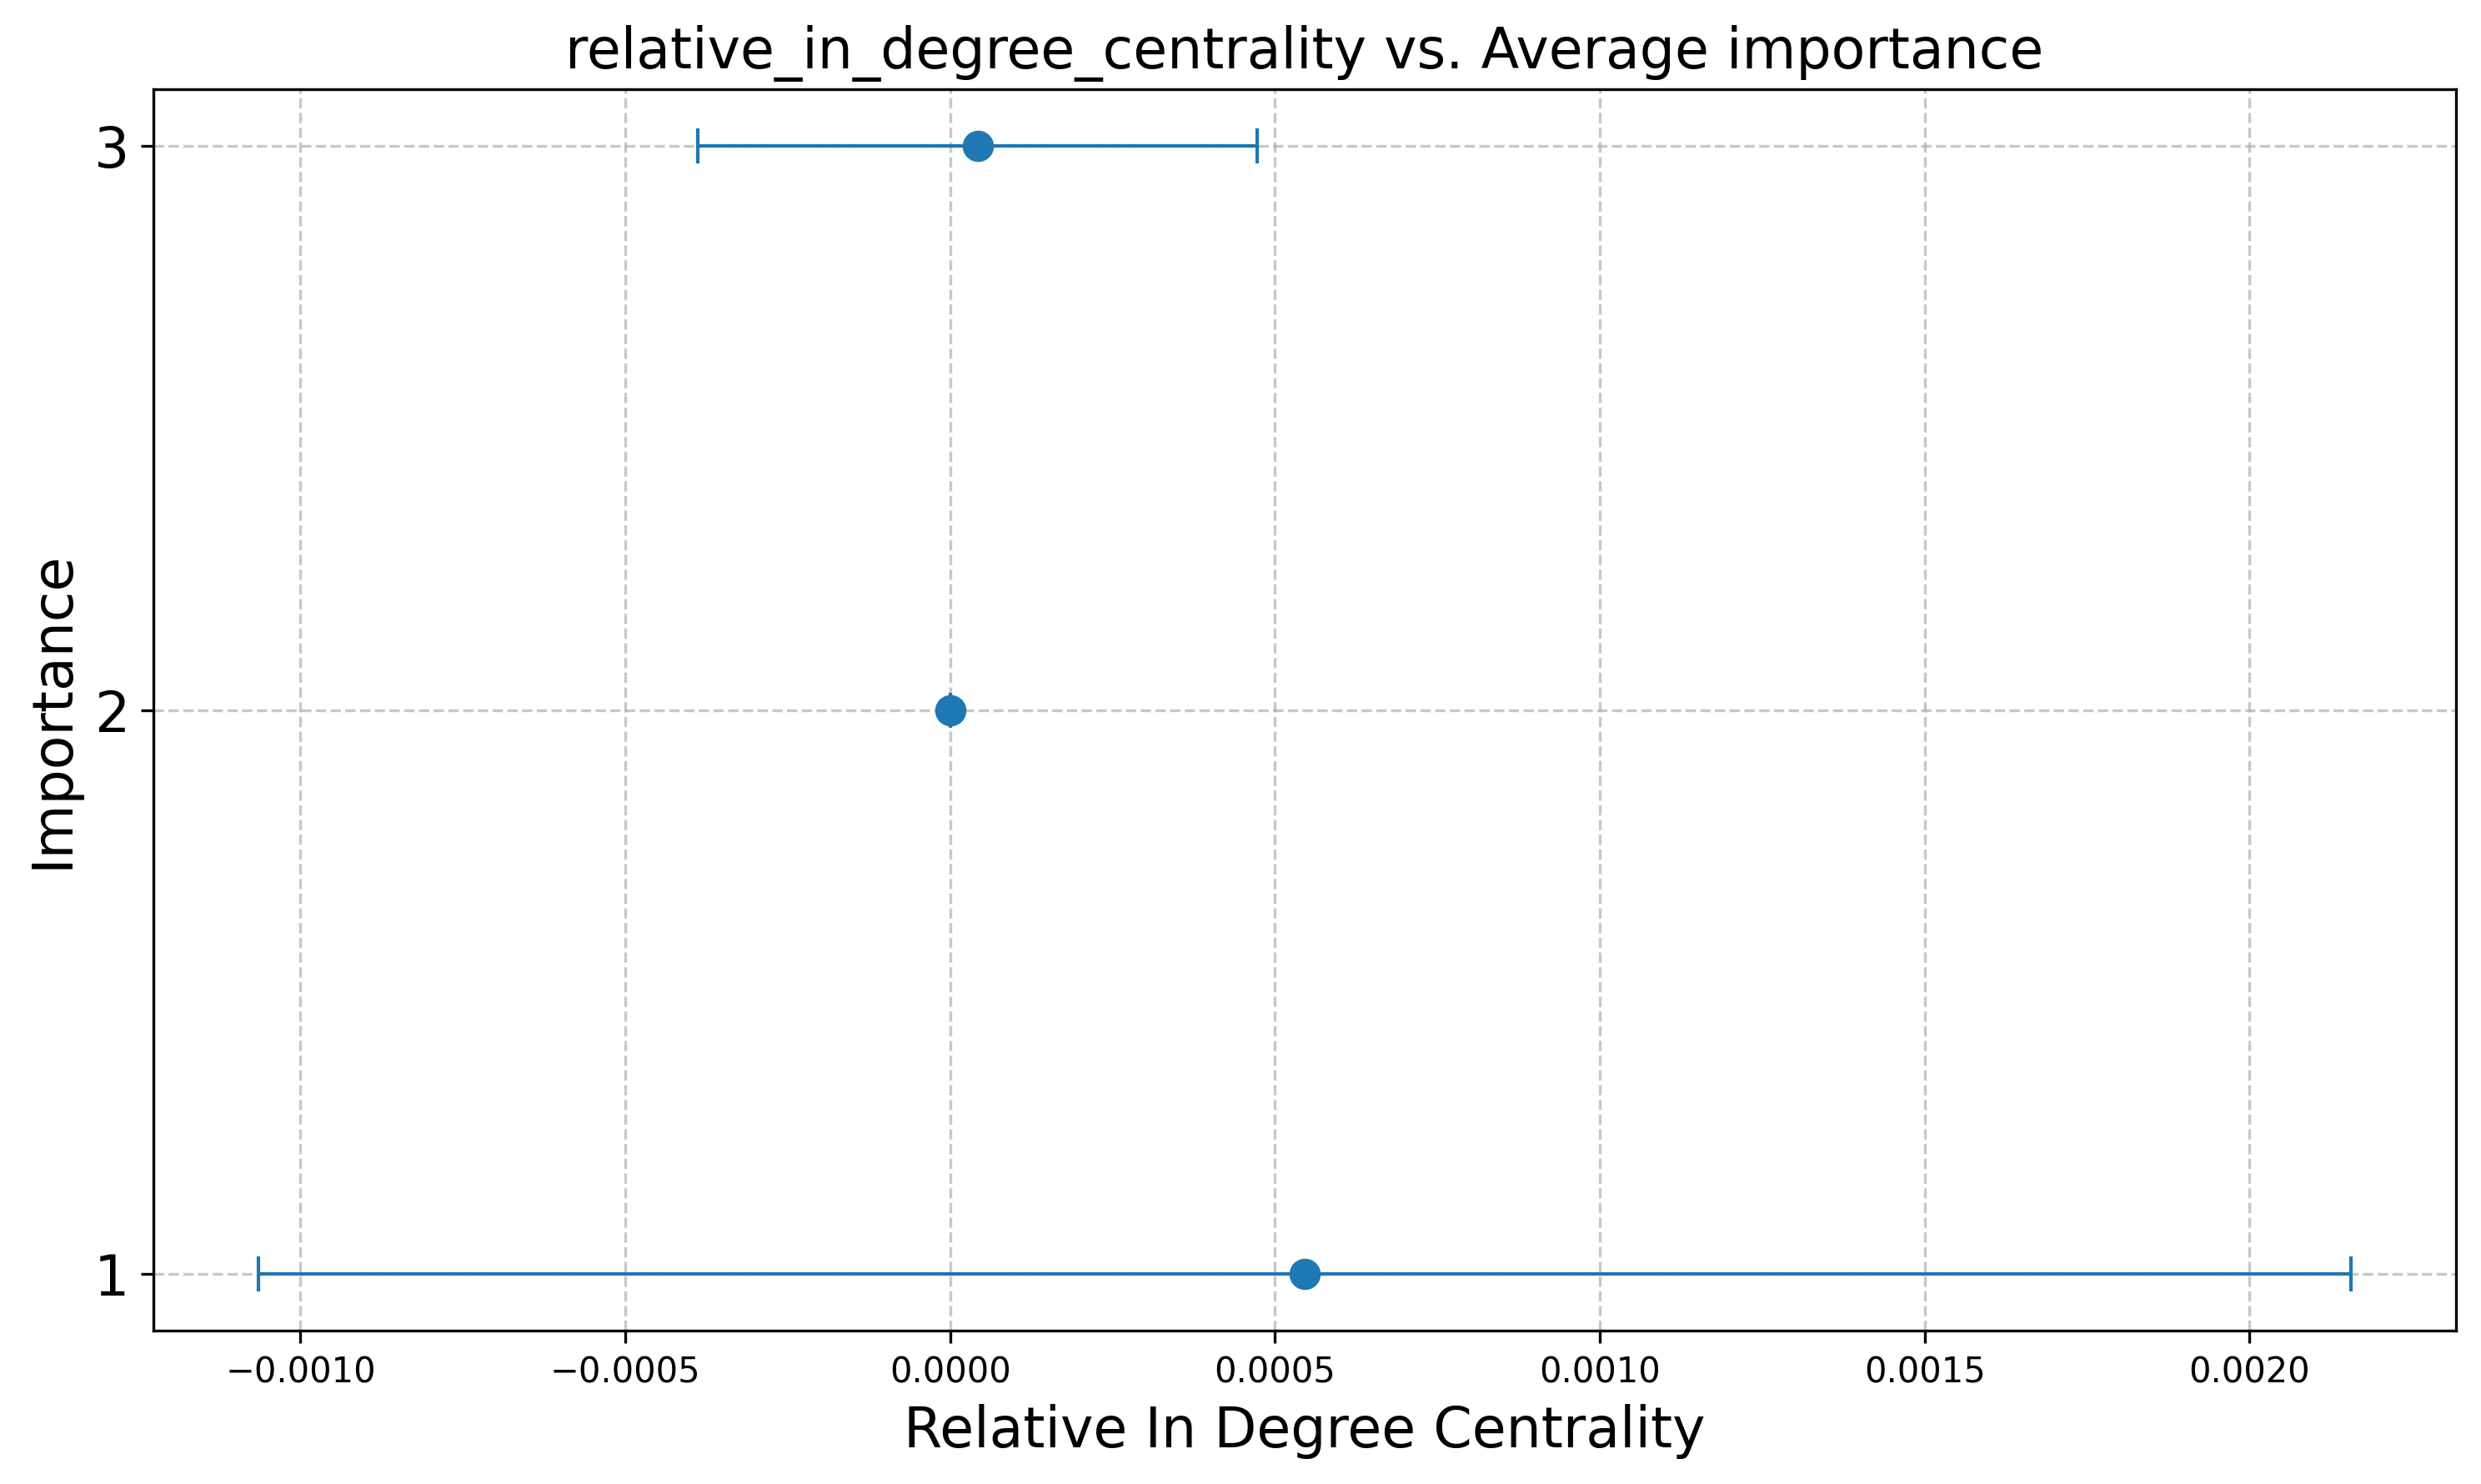 relative_in_degree_centrality vs. Average importance
3
2
1
Importance
−0.0010 −0.0005 0.0000 0.0005 0.0010 0.0015 0.0020
Relative In Degree Centrality